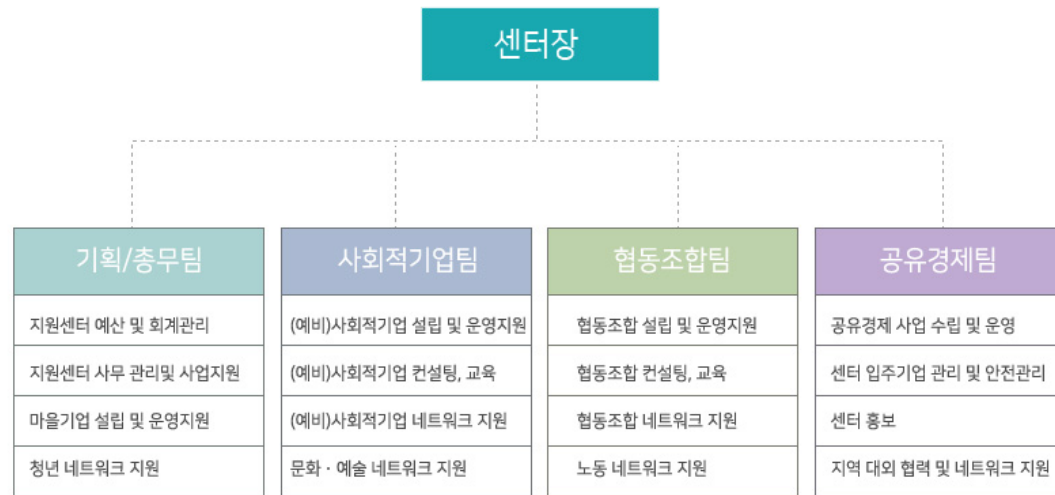 센터장
기획/총무팀
지원센터 예산 및 회계관리
지원센터 사무 관리및 사업지원
마을기업 설립 및 운영지원
청년 네트워크 지원
사회적기업팀
(예비)사회적기업 설립 및 운영지원
(예비)사회적기업 컨설팅, 교육
(예비)사회적기업 네트워크 지원
문화 · 예술 네트워크 지원
협동조합팀
협동조합 설립 및 운영지원
협동조합 컨설팅, 교육
협동조합 네트워크 지원
노동 네트워크 지원
공유경제팀
공유경제 사업 수립 및 운영
센터 입주기업 관리 및 안전관리
센터 홍보
지역 대외 협력 및 네트워크 지원